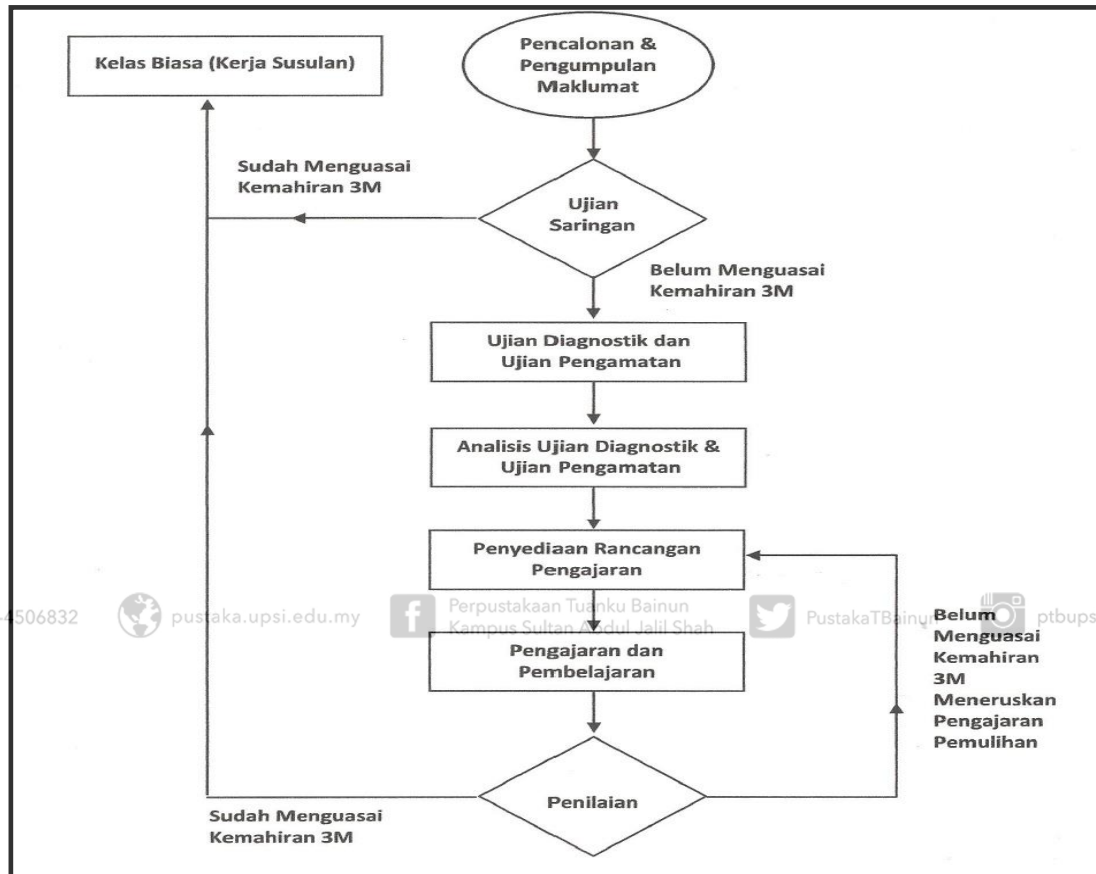 Kelas Biasa (Kerja Susulan)
Pencalonan &
Pengumpulan
Maklumat
Sudah Menguasai
Kemahiran 3M
Ujian
Saringan
Belum Menguasai
Kemahiran 3M
Ujian Diagnostik dan
Ujian Pengamatan
Analisis Ujian Diagnostik &
Ujian Pengamatan
Penyediaan Rancangan
Pengajaran
4506832
pustaka.upsi.edu.my
Perpustakaan Tuanku Bainun
Kampus Sultan Abdul Jalil Shah
PustakaTBainun
ptbups
Pengajaran dan
Pembelajaran
Belum
Menguasai
Kemahiran
3M
Meneruskan
Pengajaran
Pemulihan
Penilaian
Sudah Menguasai
Kemahiran 3M